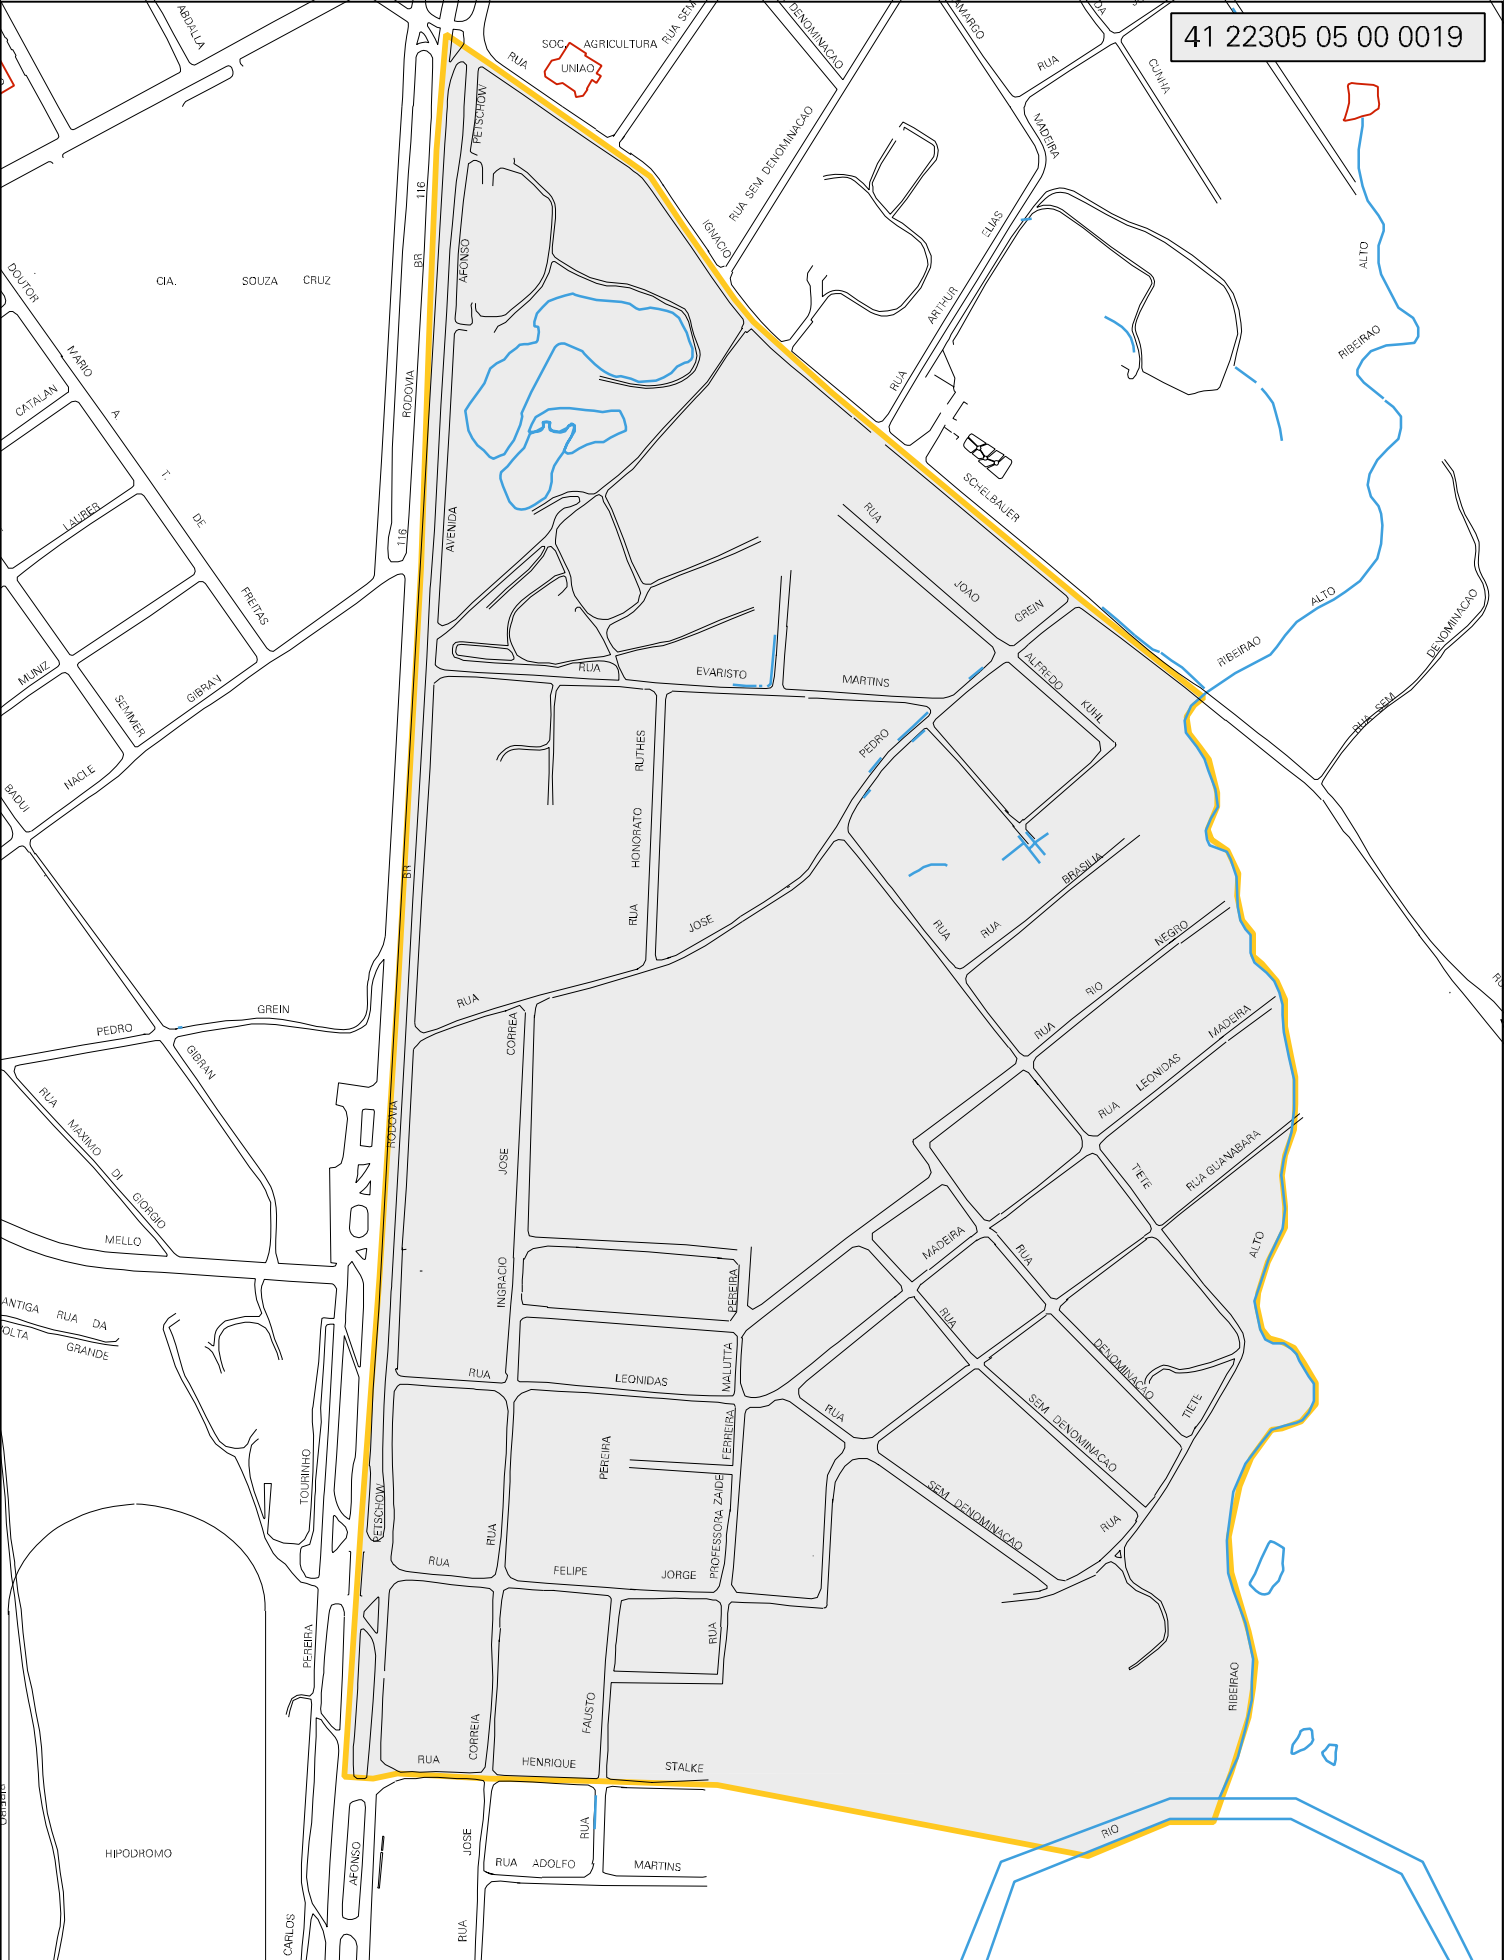 41 22305 05 00 0019
ABDALLA
RUA
SOC. AGRICULTURA
UNIAO
RUA SEM
DENOMINACAO
AMARGO
RUA
CUNHA
MADEIRA
PETSCHOW
116
BR
AFONSO
RUA SEM DENOMINACAO
IGNACIO
ELIAS
ARTHUR
RUA
ALTO
RIBEIRAO
CIA. SOUZA CRUZ
DOUTOR
MARIO
A
T.
DE
FREITAS
CATALAN
LAURER
RODOVIA
116
AVENIDA
SCHELBAUER
RUA
JOAO
GREIN
ALTO
RIBEIRAO
RUA SEM
DENOMINACAO
MUNIZ
SEMMER
GIBRAN
NACLE
BADUI
RUA
EVARISTO
MARTINS
ALFREDO
KUHL
RUTHES
HONORATO
RUA
PEDRO
JOSE
RUA
BR
RUA
RUA
BRASILIA
RUA
RIO
NEGRO
RUA
LEONIDAS
MADEIRA
RUA GUANABARA
TIETE
PEDRO
GREIN
GIBRAN
RUA
MAXIMO
DI
GIORGIO
MELLO
ANTIGA RUA DA
GRANDE
CORREA
JOSE
INGRACIO
RODOVIA
PEREIRA
MALUTTA
FERREIRA
PROFESSORA ZAIDE
RUA
MADEIRA
RUA
RUA
DENOMINACAO
SEM DENOMINACAO
TIETE
ALTO
RUA
LEONIDAS
PEREIRA
RUA
SEM DENOMINACAO
RUA
TOURINHO
PETSCHOW
RUA
RUA
FELIPE
JORGE
PEREIRA
RIBEIRAO
FAUSTO
CORREIA
RUA
HENRIQUE
STALKE
RUA
RIO
HIPODROMO
AFONSO
JOSE
RUA ADOLFO
MARTINS
CARLOS
RUA